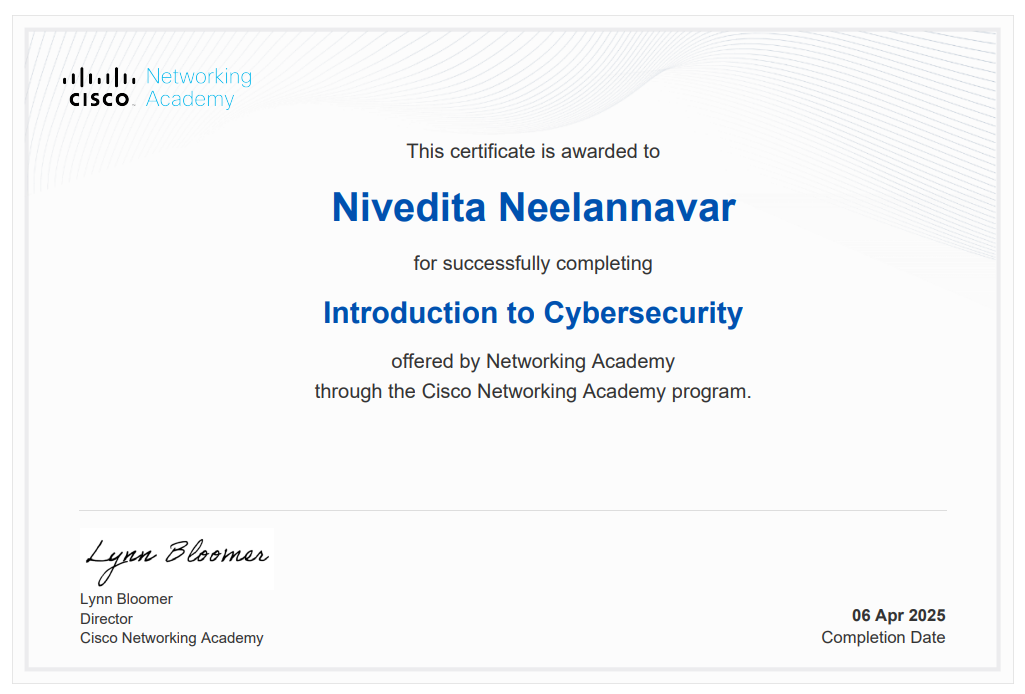 Networking
CISCO Academy
This certificate is awarded to
Nivedita Neelannavar
for successfully completing
Introduction to Cybersecurity
offered by Networking Academy
through the Cisco Networking Academy program.
Lynn Bloomer
Lynn Bloomer
Director
Cisco Networking Academy
06 Apr 2025
Completion Date